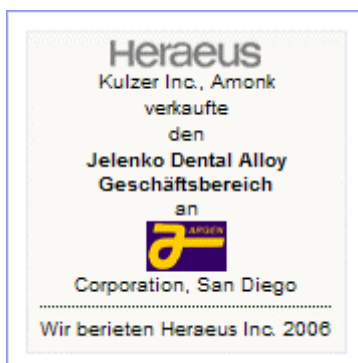 Heraeus
Kulzer Inc., Amonk
verkaufte
den
Jelenko Dental Alloy
Geschäftsbereich
an
ARGEN
Corporation, San Diego
Wir berieten Heraeus Inc. 2006